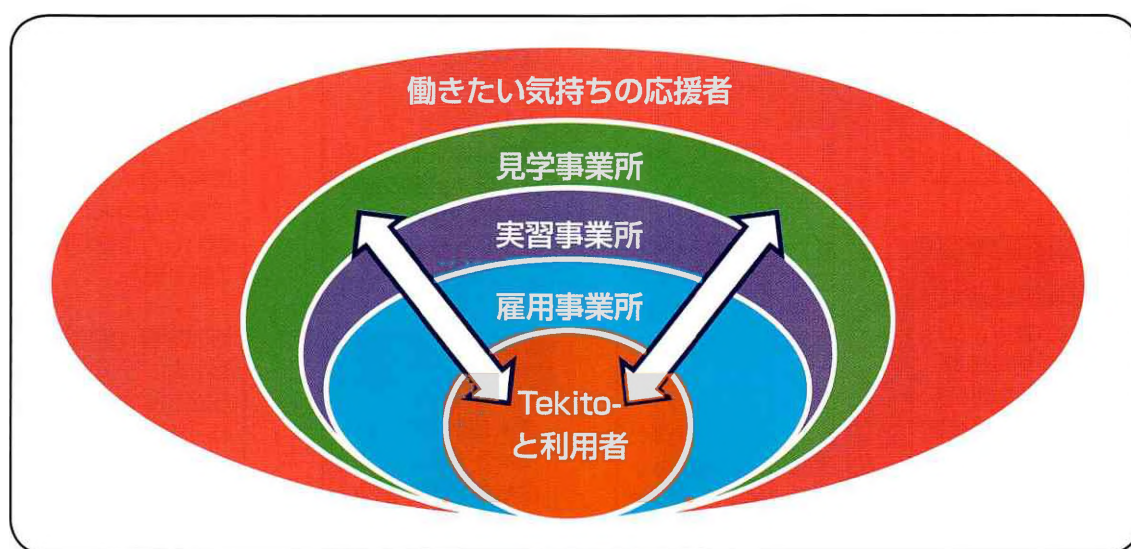 働きたい気持ちの応援者
見学事業所
実習事業所
雇用事業所
Tekito-
と利用者